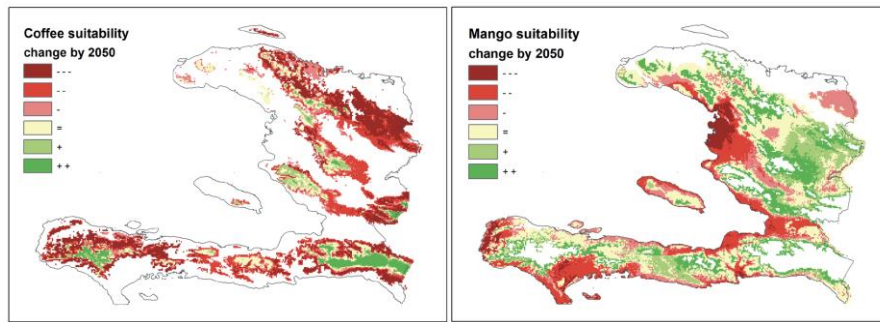 Coffee suitability
change by 2050
- - -
- -
-
=
+
+ +
Mango suitability
change by 2050
- - -
- -
-
=
+
+ +